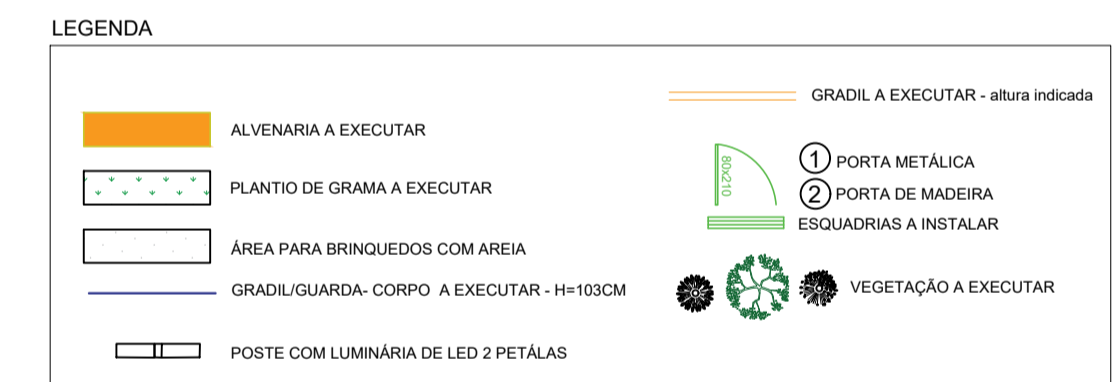 LEGENDA
ALVENARIA A EXECUTAR
PLANTIO DE GRAMA A EXECUTAR
ÁREA PARA BRINQUEDOS COM AREIA
GRADIL/GUARDA- CORPO A EXECUTAR - H=103CM
POSTE COM LUMINÁRIA DE LED 2 PETÁLAS
GRADIL A EXECUTAR - altura indicada
80x210
1 PORTA METÁLICA
2 PORTA DE MADEIRA
ESQUADRIAS A INSTALAR
VEGETAÇÃO A EXECUTAR